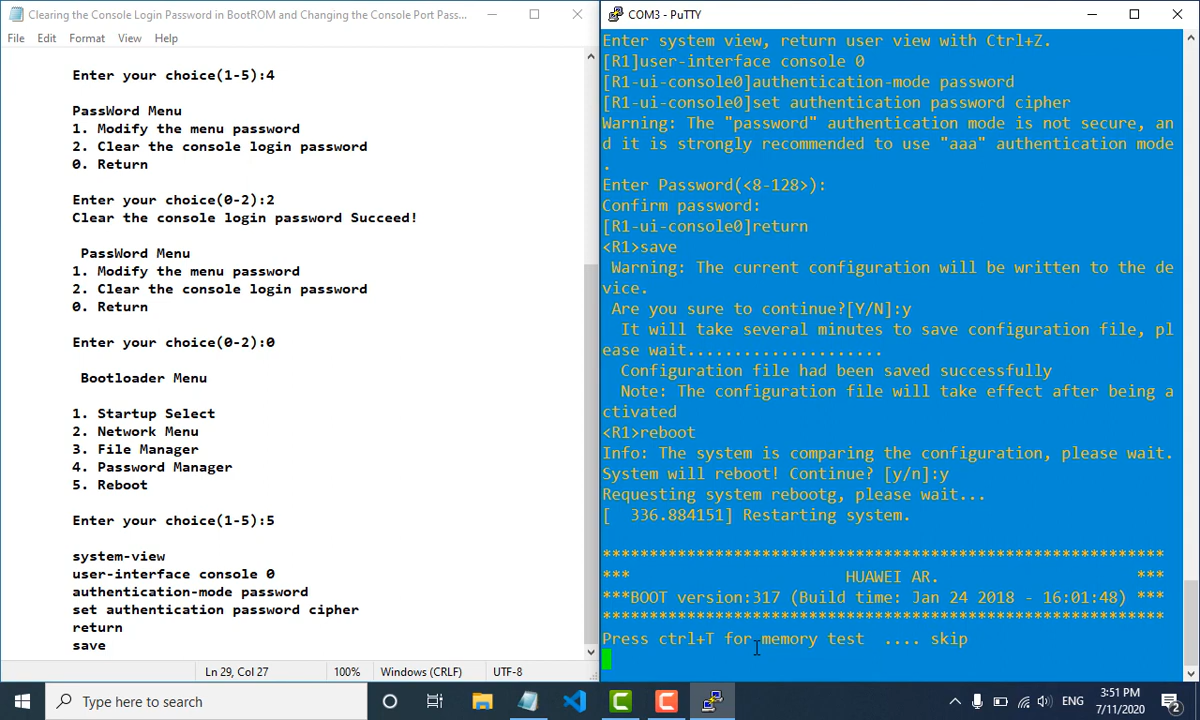 Clearing the Console Login Password in BootROM and Changing the Console Port Pass...
File Edit Format View Help
Enter your choice(1-5):4
PassWord Menu
1. Modify the menu password
2. Clear the console login password
0. Return
Enter your choice(0-2):2
Clear the console login password Succeed!
PassWord Menu
1. Modify the menu password
2. Clear the console login password
0. Return
Enter your choice(0-2):0
Bootloader Menu
1. Startup Select
2. Network Menu
3. File Manager
4. Password Manager
5. Reboot
Enter your choice(1-5):5
system-view
user-interface console 0
authentication-mode password
set authentication password cipher
return
save
Ln 29, Col 27 100% Windows (CRLF) UTF-8
COM3 - PuTTY
Enter system view, return user view with Ctrl+Z.
[R1]user-interface console 0
[R1-ui-console0]authentication-mode password
[R1-ui-console0]set authentication password cipher
Warning: The "password" authentication mode is not secure, an
d it is strongly recommended to use "aaa" authentication mode
.
Enter Password(<8-128>):
Confirm password:
[R1-ui-console0]return
<R1>save
Warning: The current configuration will be written to the de
vice.
Are you sure to continue?[Y/N]:y
It will take several minutes to save configuration file, pl
ease wait.....................
Configuration file had been saved successfully
Note: The configuration file will take effect after being a
ctivated
<R1>reboot
Info: The system is comparing the configuration, please wait.
System will reboot! Continue? [y/n]:y
Requesting system rebootg, please wait...
[ 336.884151] Restarting system.
************************************************************
*** HUAWEI AR. ***
***BOOT version:317 (Build time: Jan 24 2018 - 16:01:48) ***
************************************************************
Press ctrl+T for memory test .... skip
Type here to search
ENG
3:51 PM
7/11/2020
2